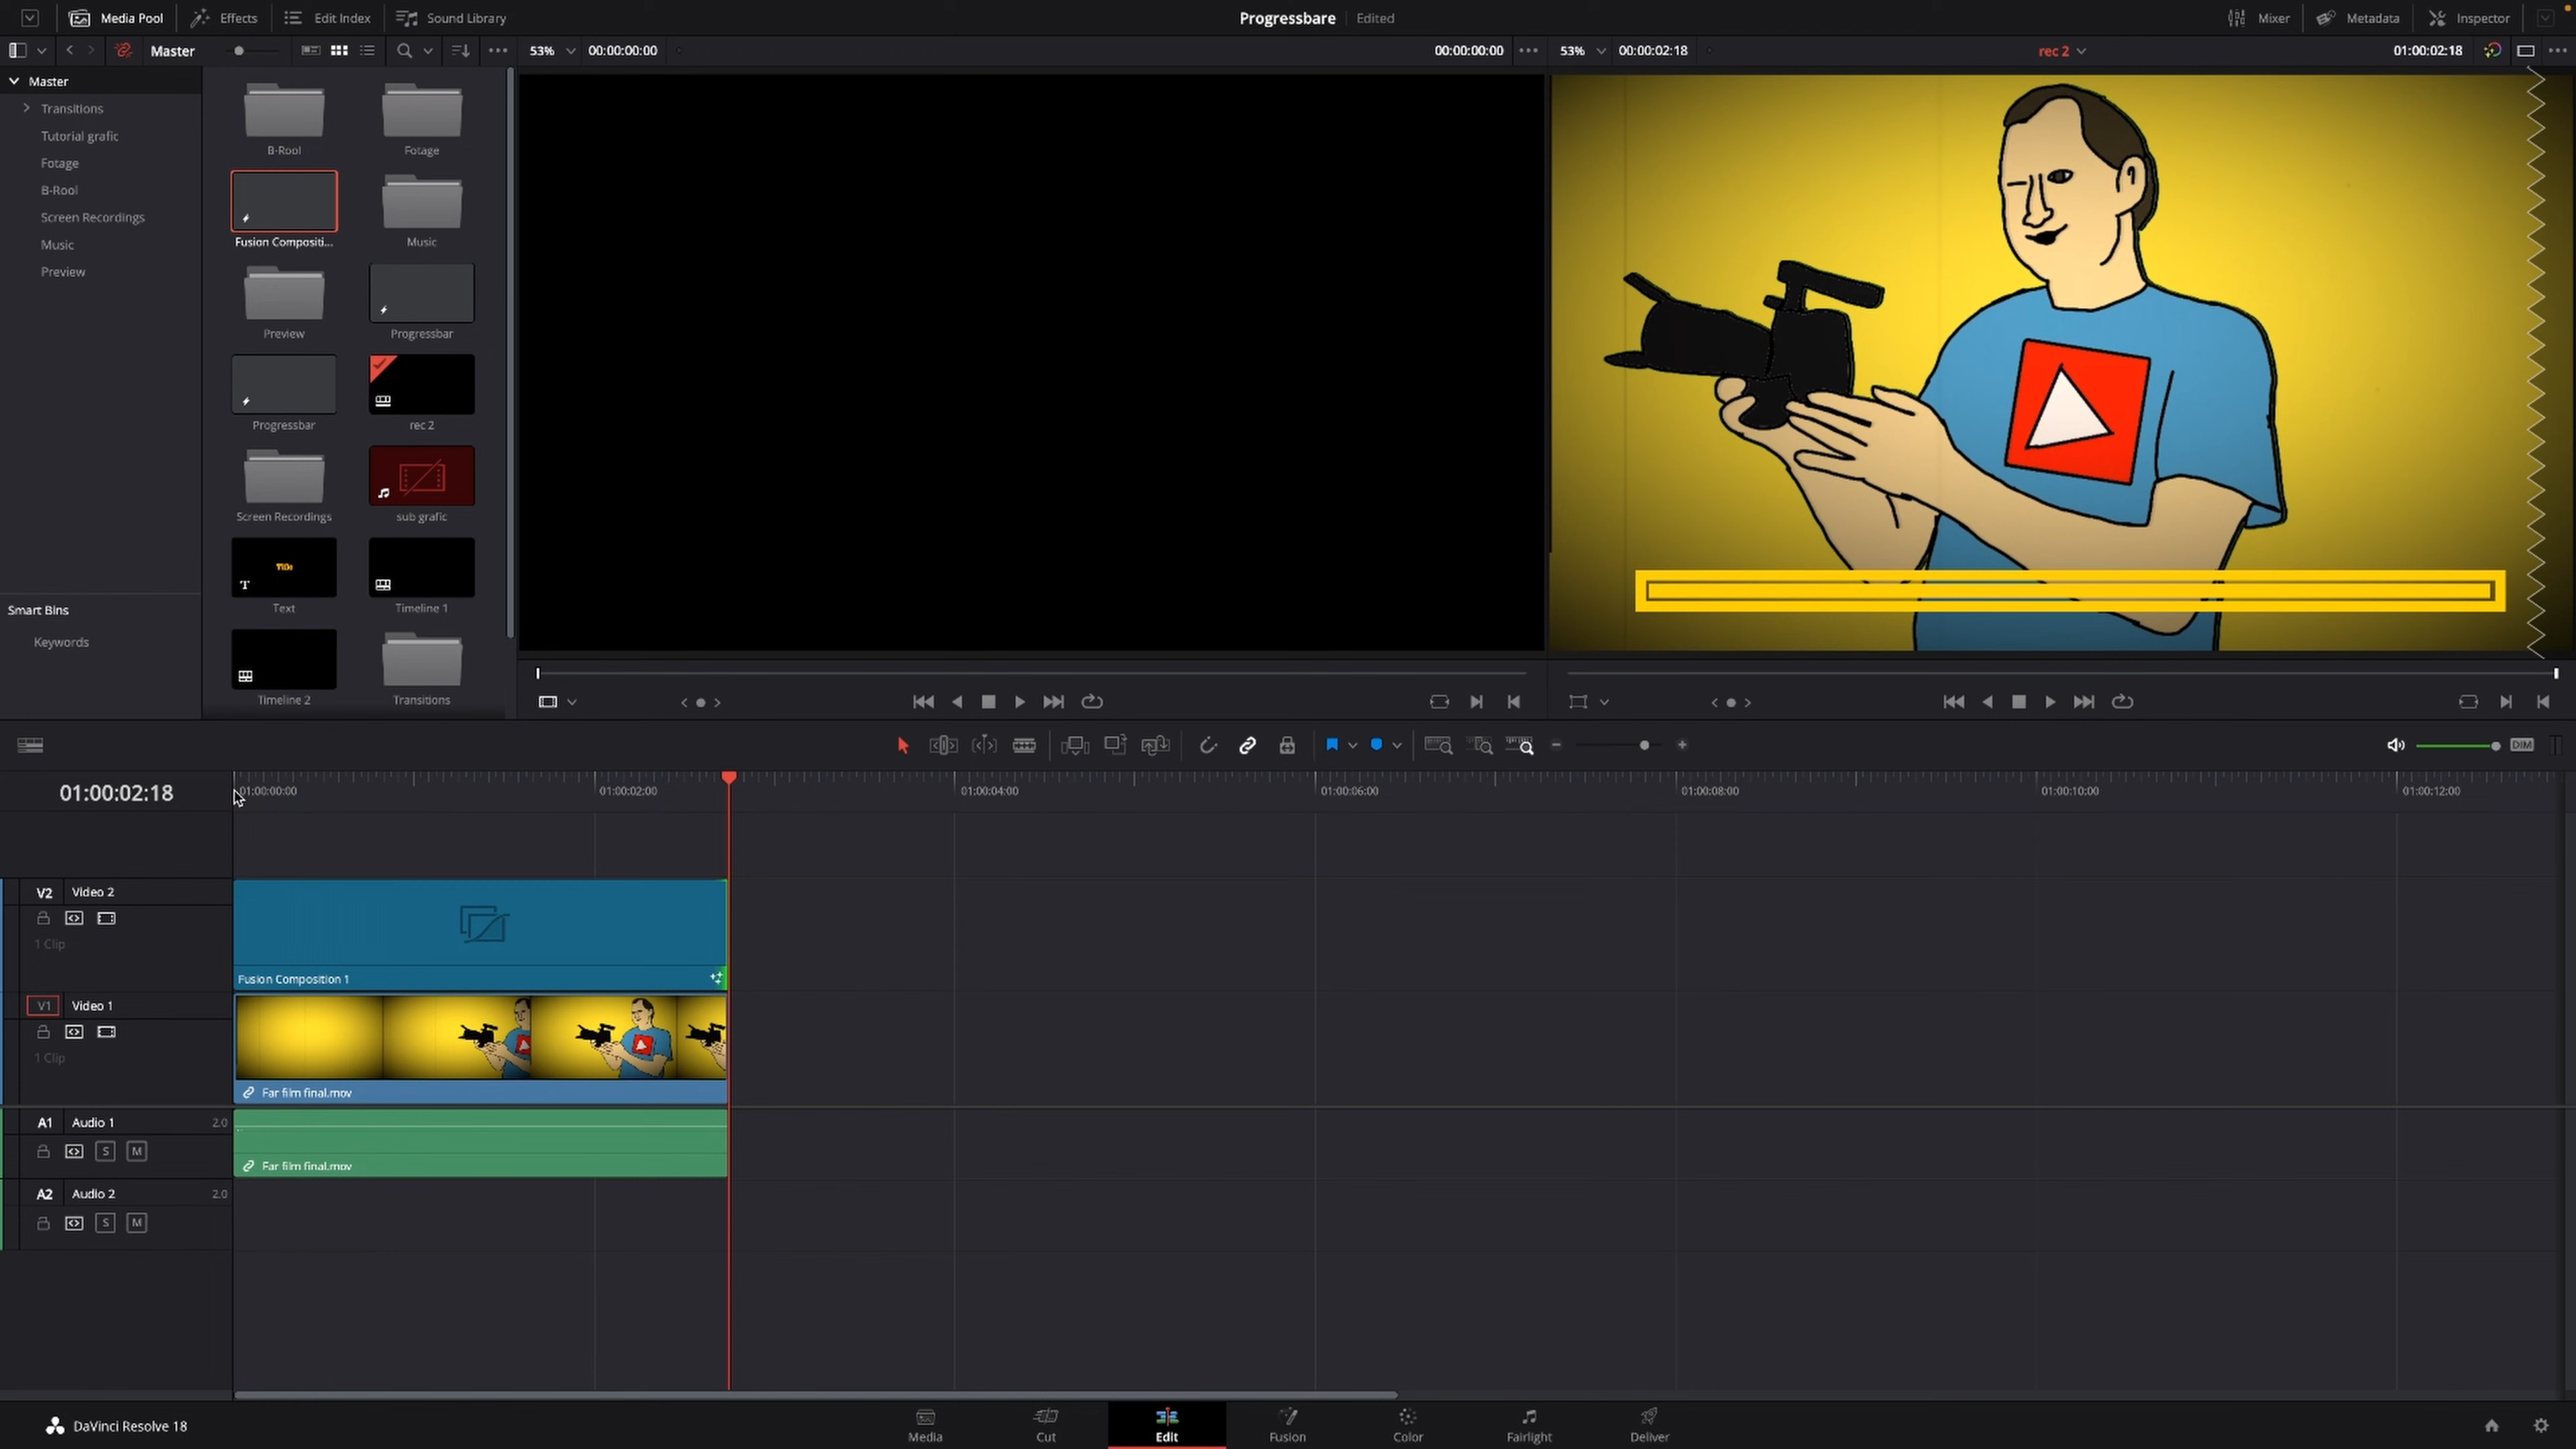 Media Pool Effects Edit Index Sound Library Progressbare Edited Mixer Metadata Inspector
Master 53% 00:00:00:00 00:00:00:00 53% 00:00:02:18 rec 2 01:00:02:18
Master
Transitions
Tutorial grafic
Fotage
B-Rool
Screen Recordings
Music
Preview
Smart Bins
Keywords
B-Rool Fotage
Fusion Compositi... Music
Preview Progressbar
Progressbar rec 2
Screen Recordings sub grafic
Title
T
Text Timeline 1
Timeline 2 Transitions
DIM
01:00:02:18 01:00:00:00 01:00:02:00 01:00:04:00 01:00:06:00 01:00:08:00 01:00:10:00 01:00:12:00
V2 Video 2
1 Clip
Fusion Composition 1
V1 Video 1
1 Clip
Far film final.mov
A1 Audio 1 2.0
S M
Far film final.mov
A2 Audio 2 2.0
S M
DaVinci Resolve 18 Media Cut Edit Fusion Color Fairlight Deliver